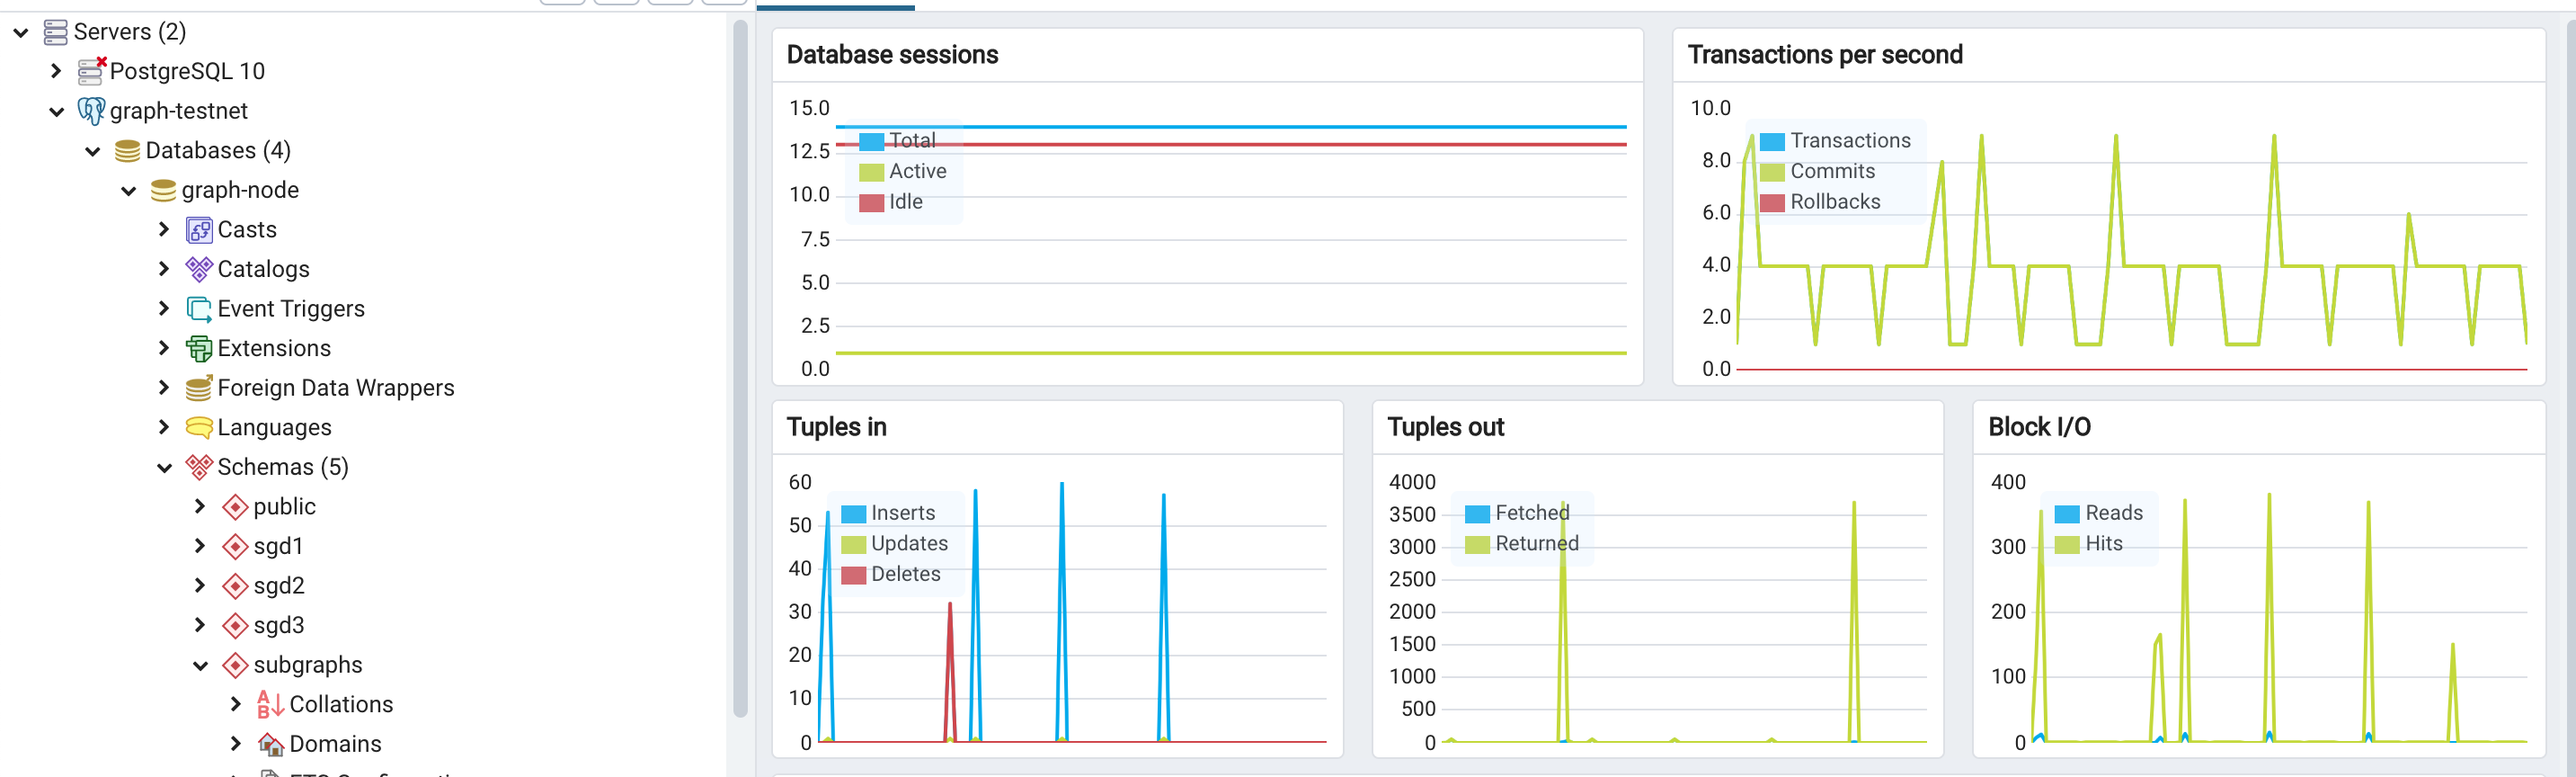 Servers (2)
PostgreSQL 10
graph-testnet
Databases (4)
graph-node
Casts
Catalogs
Event Triggers
Extensions
Foreign Data Wrappers
Languages
Schemas (5)
public
sgd1
sgd2
sgd3
subgraphs
Collations
Domains
Database sessions
15.0
12.5
10.0
7.5
5.0
2.5
0.0
Total
Active
Idle
Transactions per second
10.0
8.0
6.0
4.0
2.0
0.0
Transactions
Commits
Rollbacks
Tuples in
60
50
40
30
20
10
0
Inserts
Updates
Deletes
Tuples out
4000
3500
3000
2500
2000
1500
1000
500
0
Fetched
Returned
Block I/O
400
300
200
100
0
Reads
Hits